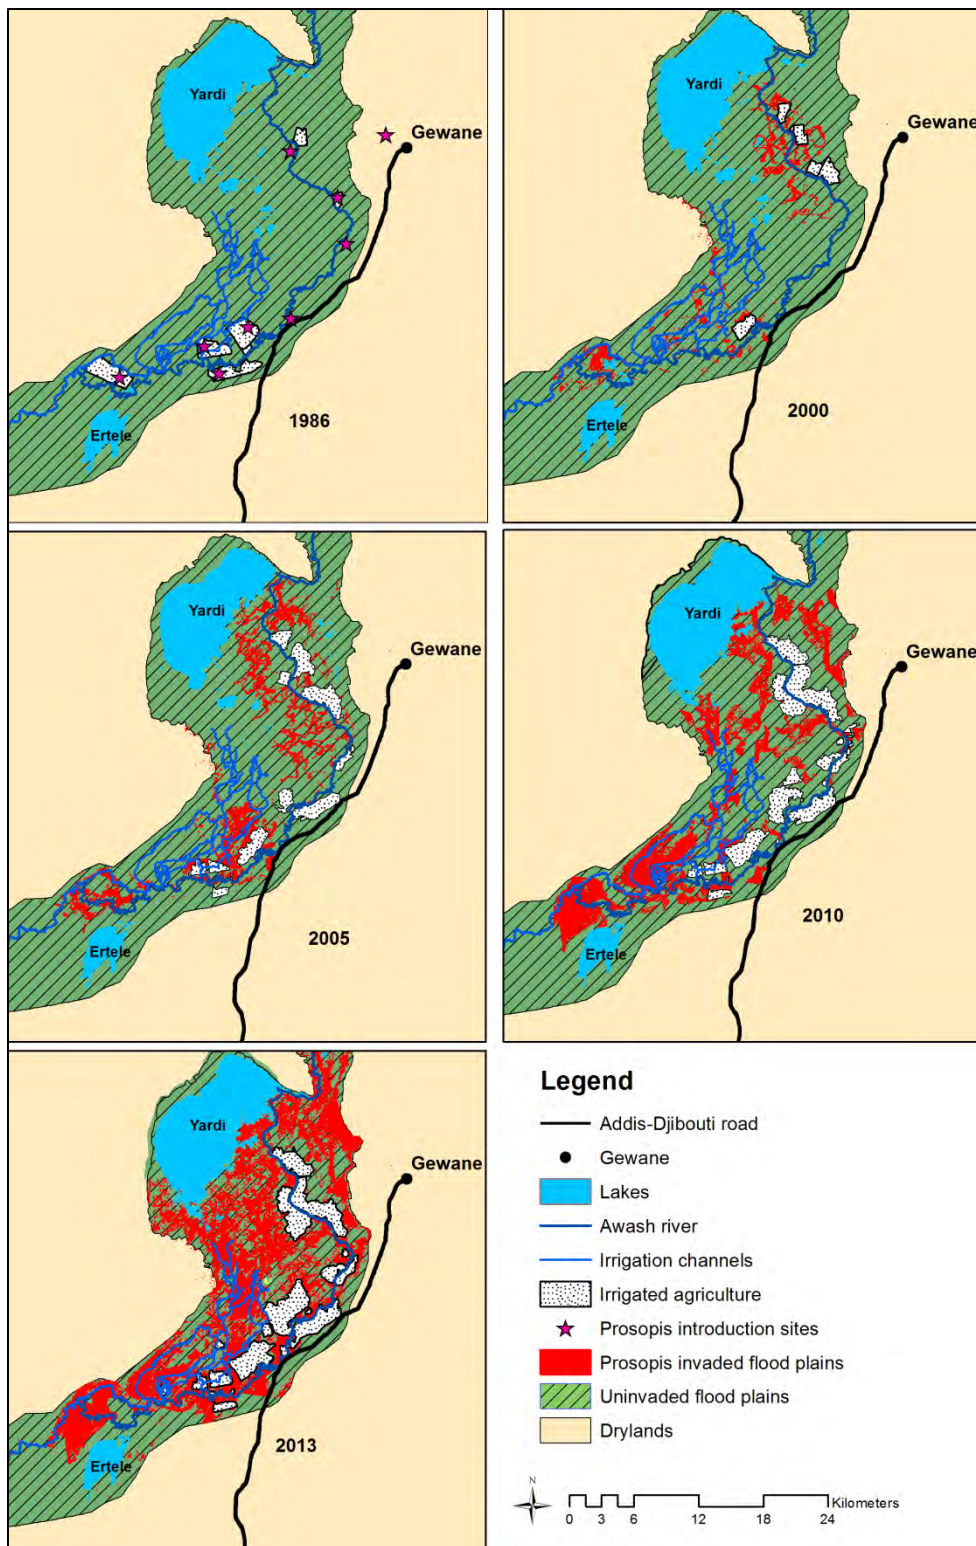 Yardi
Gewane
Ertele
1986
Yardi
Gewane
Ertele
2000
Yardi
Gewane
Ertele
2005
Yardi
Gewane
Ertele
2010
Yardi
Gewane
Ertele
2013
Legend
Addis-Djibouti road
Gewane
Lakes
Awash river
Irrigation channels
Irrigated agriculture
Prosopis introduction sites
Prosopis invaded flood plains
Uninvaded flood plains
Drylands
N
Kilometers
0 3 6 12 18 24